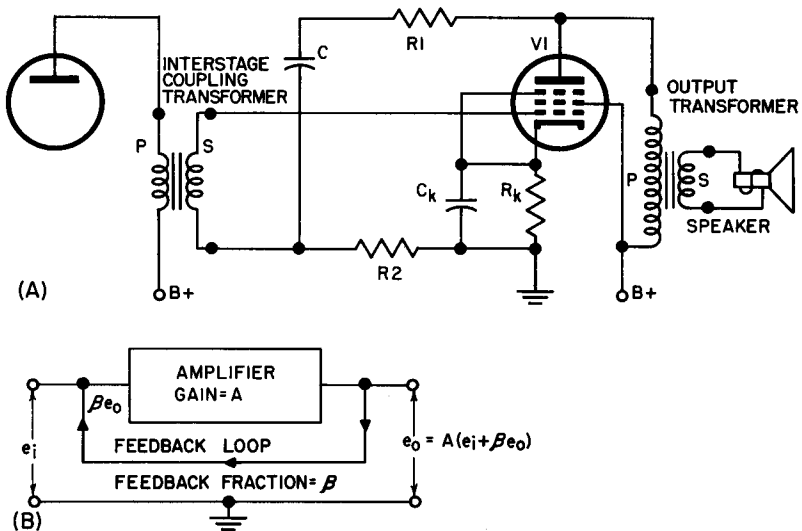 R1
V1
C
INTERSTAGE
COUPLING
TRANSFORMER
OUTPUT
TRANSFORMER
P
S
Ck
Rk
P
S
SPEAKER
R2
(A)
B+
B+
AMPLIFIER
GAIN=A
βeo
ei
FEEDBACK LOOP
eo = A(ei+βeo)
FEEDBACK FRACTION=β
(B)